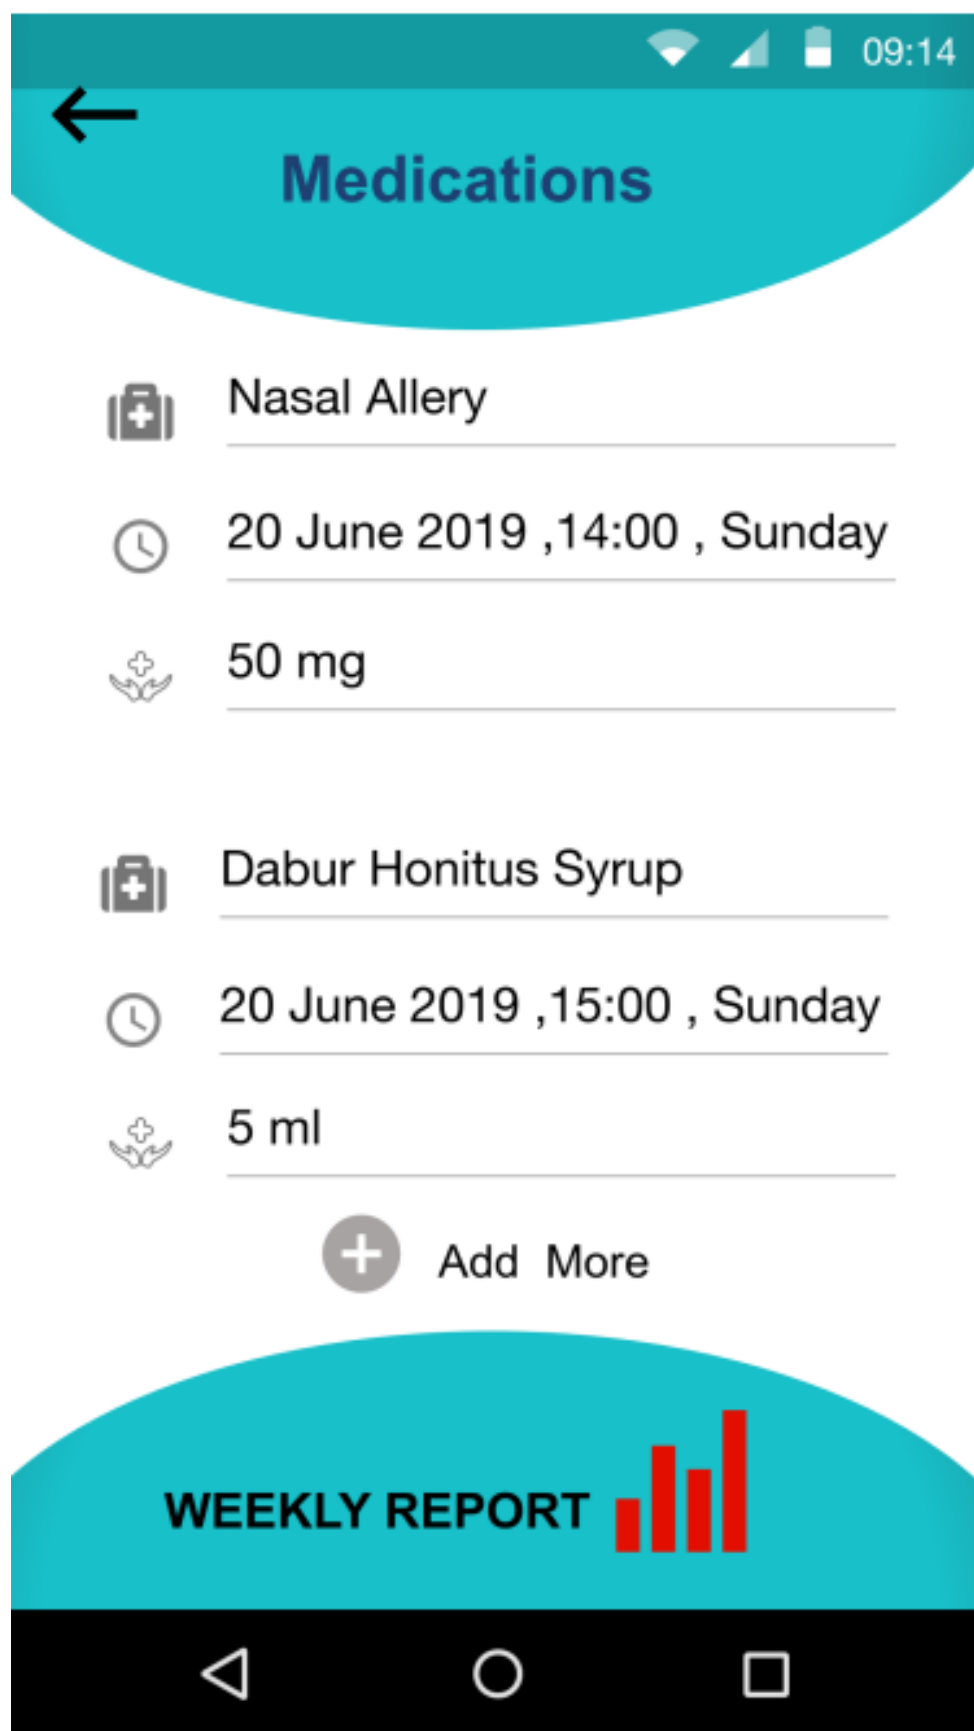 09:14
Medications
Nasal Allery
20 June 2019 ,14:00 , Sunday
50 mg
Dabur Honitus Syrup
20 June 2019 ,15:00 , Sunday
5 ml
Add More
WEEKLY REPORT